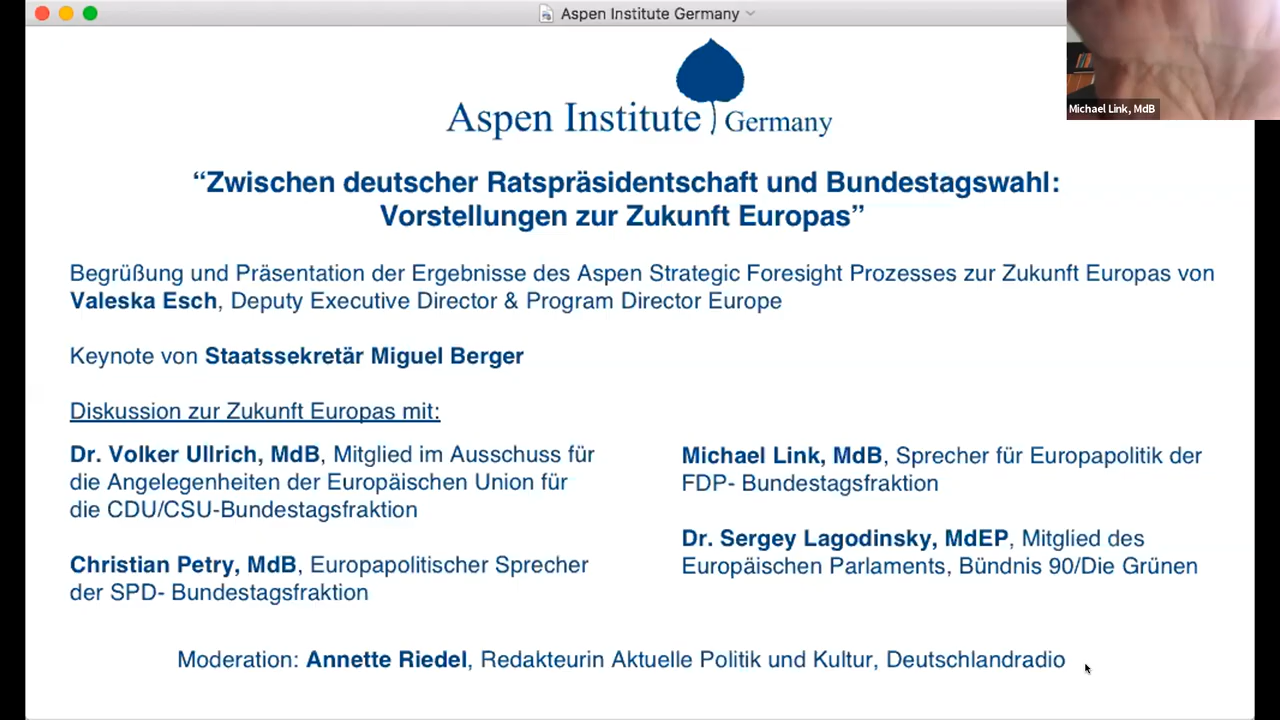 Aspen Institute Germany
Michael Link, MdB
Aspen Institute Germany
“Zwischen deutscher Ratspräsidentschaft und Bundestagswahl:
Vorstellungen zur Zukunft Europas”
Begrüßung und Präsentation der Ergebnisse des Aspen Strategic Foresight Prozesses zur Zukunft Europas von
Valeska Esch, Deputy Executive Director & Program Director Europe
Keynote von Staatssekretär Miguel Berger
Diskussion zur Zukunft Europas mit:
Dr. Volker Ullrich, MdB, Mitglied im Ausschuss für
die Angelegenheiten der Europäischen Union für
die CDU/CSU-Bundestagsfraktion
Christian Petry, MdB, Europapolitischer Sprecher
der SPD- Bundestagsfraktion
Michael Link, MdB, Sprecher für Europapolitik der
FDP- Bundestagsfraktion
Dr. Sergey Lagodinsky, MdEP, Mitglied des
Europäischen Parlaments, Bündnis 90/Die Grünen
Moderation: Annette Riedel, Redakteurin Aktuelle Politik und Kultur, Deutschlandradio